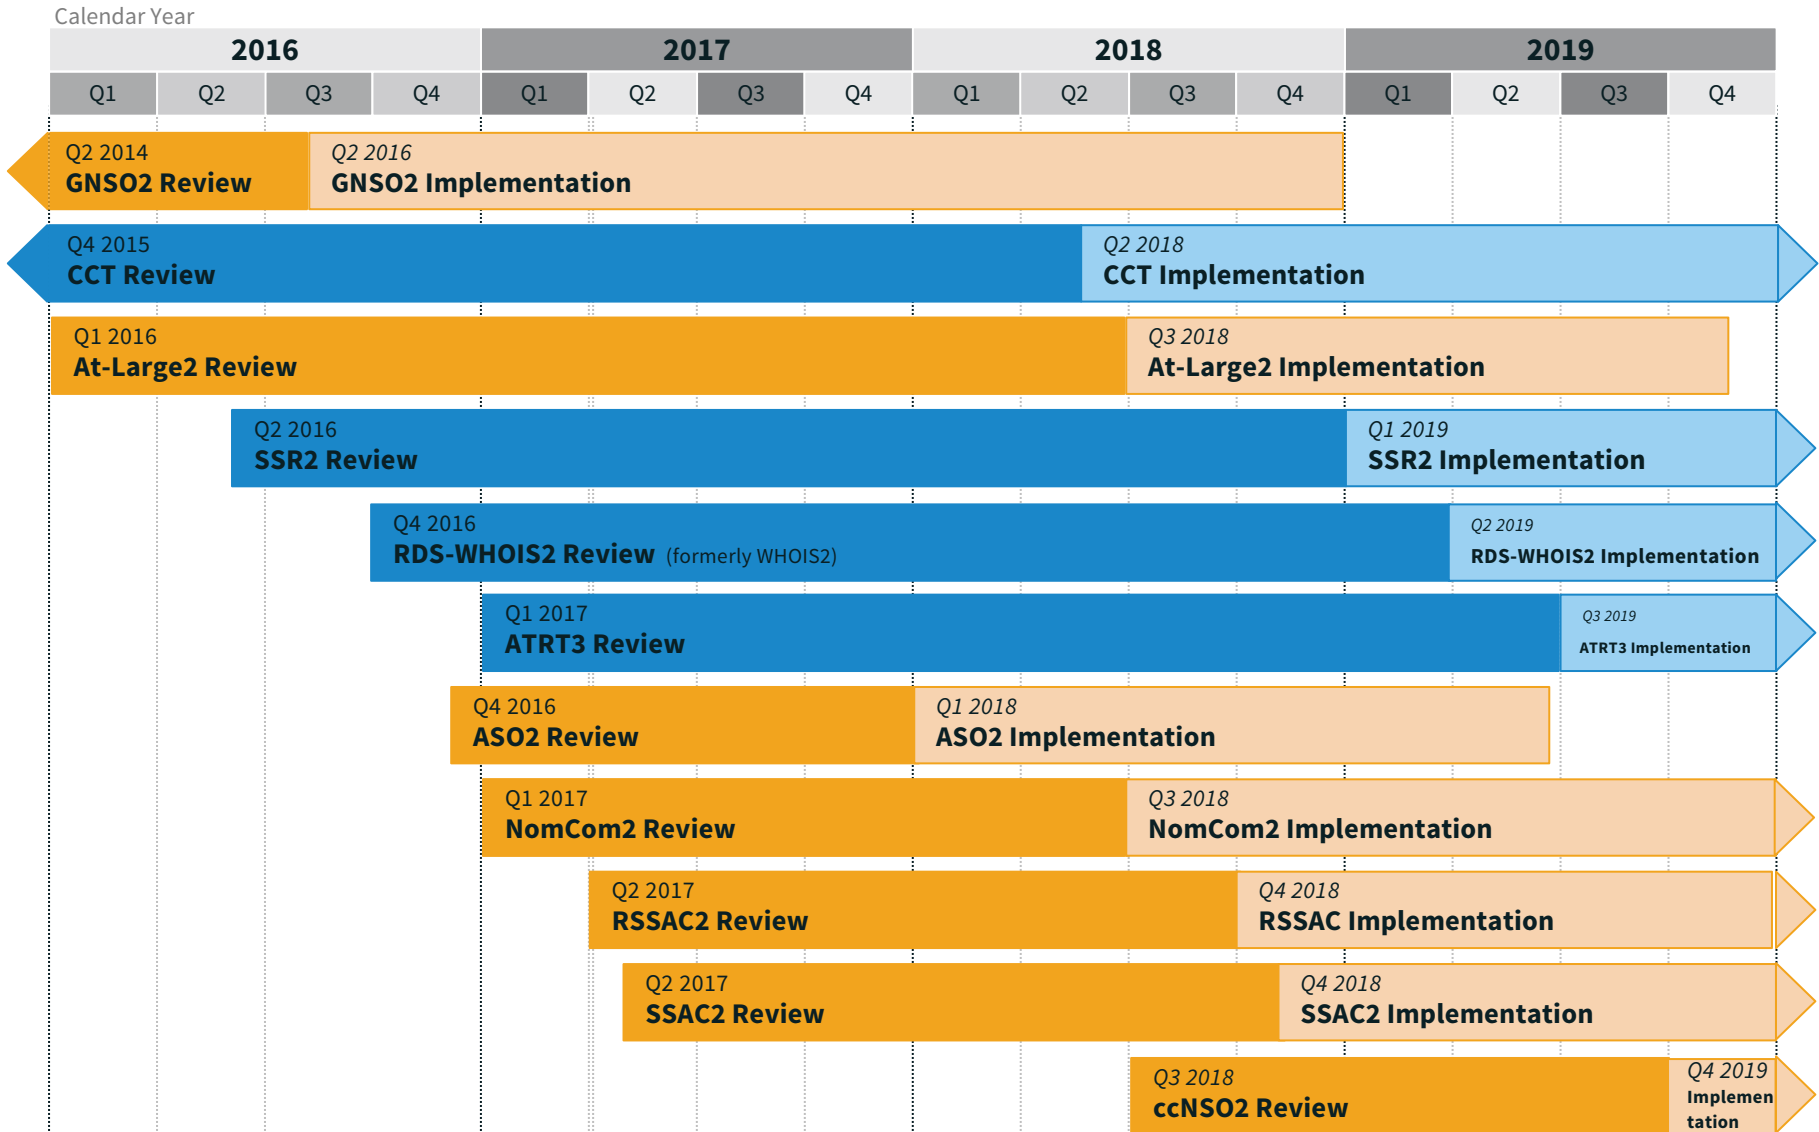 Calendar Year
2016 2017 2018 2019
Q1 Q2 Q3 Q4 Q1 Q2 Q3 Q4 Q1 Q2 Q3 Q4 Q1 Q2 Q3 Q4
Q2 2014 Q2 2016
GNSO2 Review GNSO2 Implementation
Q4 2015 Q2 2018
CCT Review CCT Implementation
Q1 2016 Q3 2018
At-Large2 Review At-Large2 Implementation
Q2 2016 Q1 2019
SSR2 Review SSR2 Implementation
Q4 2016 Q2 2019
RDS-WHOIS2 Review (formerly WHOIS2) RDS-WHOIS2 Implementation
Q1 2017 Q3 2019
ATRT3 Review ATRT3 Implementation
Q4 2016 Q1 2018
ASO2 Review ASO2 Implementation
Q1 2017 Q3 2018
NomCom2 Review NomCom2 Implementation
Q2 2017 Q4 2018
RSSAC2 Review RSSAC Implementation
Q2 2017 Q4 2018
SSAC2 Review SSAC2 Implementation
Q3 2018 Q4 2019
ccNSO2 Review Implemen
tation